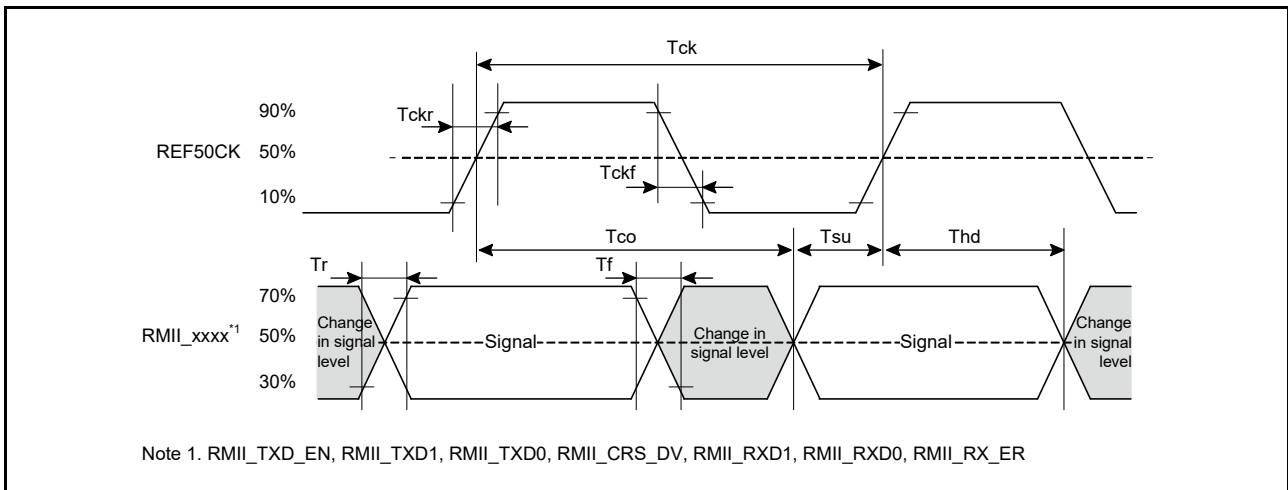 Tck
90%
Tckr
REF50CK
50%
Tckf
10%
Tco
Tsu
Thd
Tr
Tf
70%
RMII_xxxx*1
50%
30%
Change
in signal
level
Signal
Change in
signal level
Signal
Change
in signal
level
Note 1. RMII_TXD_EN, RMII_TXD1, RMII_TXD0, RMII_CRS_DV, RMII_RXD1, RMII_RXD0, RMII_RX_ER